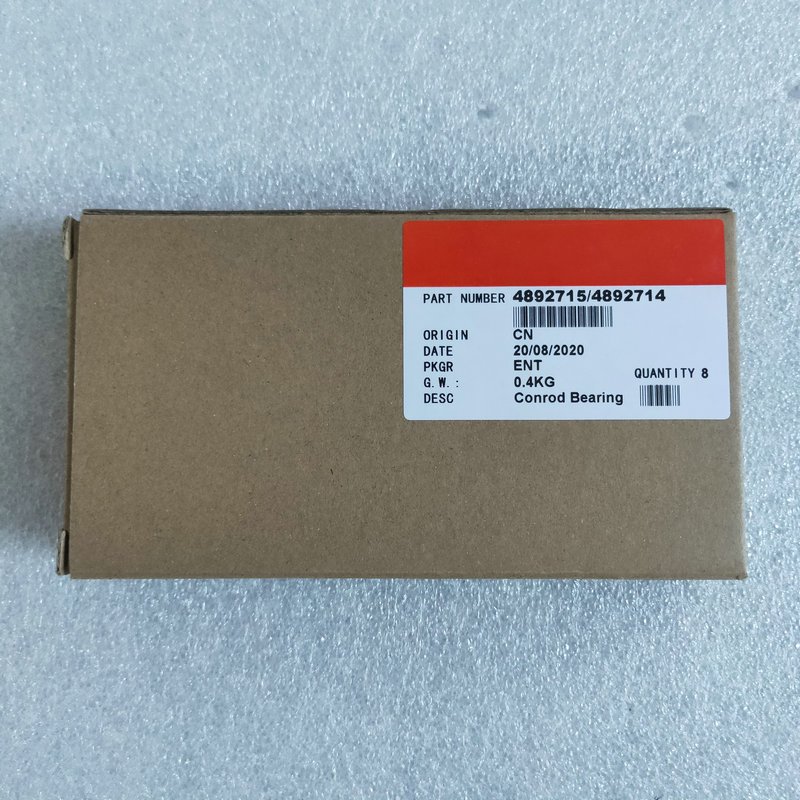 PART NUMBER 4892715/4892714
ORIGIN CN
DATE 20/08/2020
PKGR ENT
QUANTITY 8
G.W.: 0.4KG
DESC Conrod Bearing